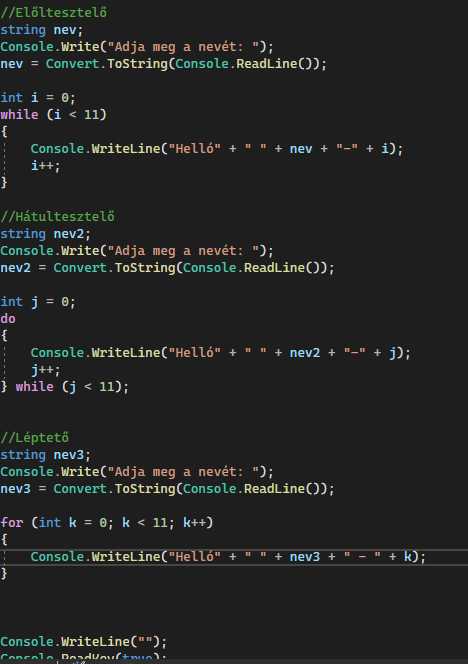 //Előltesztelő
string nev;
Console.Write("Adja meg a nevét: ");
nev = Convert.ToString(Console.ReadLine());
int i = 0;
while (i < 11)
{
Console.WriteLine("Helló" + " " + nev + "-" + i);
i++;
}
//Hátultesztelő
string nev2;
Console.Write("Adja meg a nevét: ");
nev2 = Convert.ToString(Console.ReadLine());
int j = 0;
do
{
Console.WriteLine("Helló" + " " + nev2 + "-" + j);
j++;
} while (j < 11);
//Léptető
string nev3;
Console.Write("Adja meg a nevét: ");
nev3 = Convert.ToString(Console.ReadLine());
for (int k = 0; k < 11; k++)
{
Console.WriteLine("Helló" + " " + nev3 + " - " + k);
}
Console.WriteLine("");
Console.ReadKey(true);